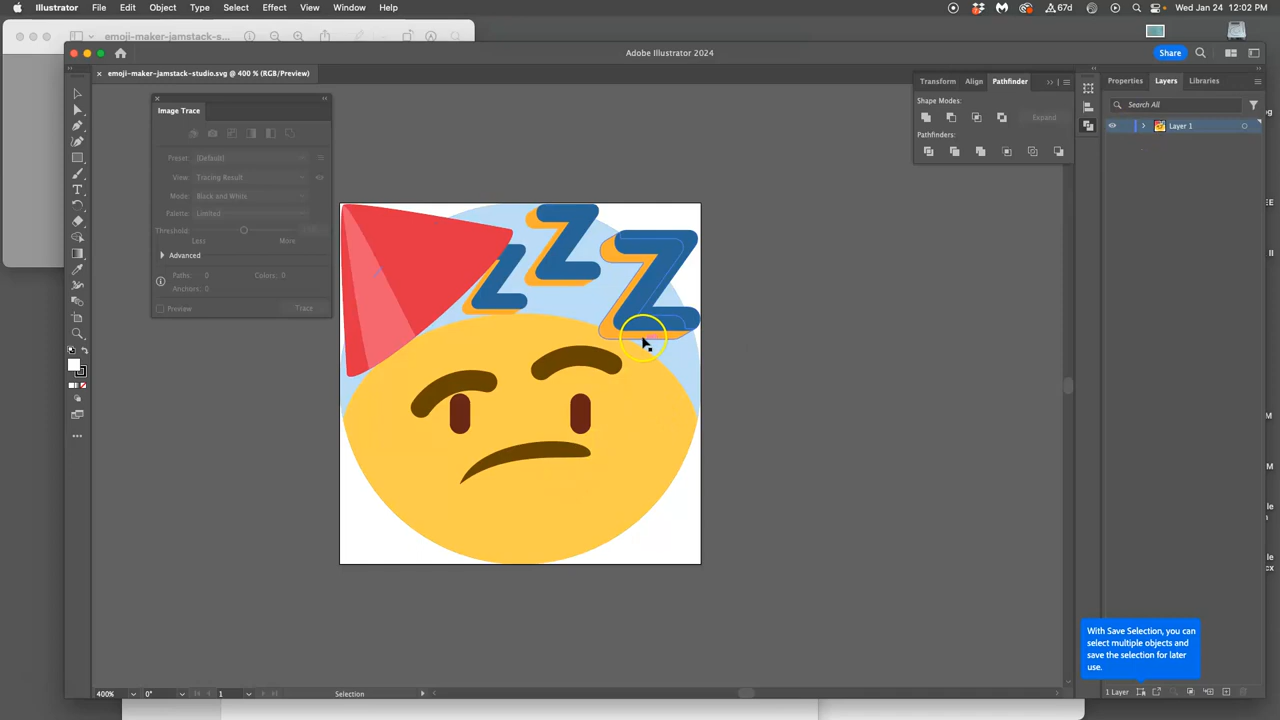 Illustrator File Edit Object Type Select Effect View Window Help
67d
Wed Jan 24 12:02 PM
emoji-maker-jamstack-s...
Adobe Illustrator 2024
Share
emoji-maker-jamstack-studio.svg @ 400 % (RGB/Preview)
Transform Align Pathfinder
Properties Layers Libraries
Image Trace
Shape Modes:
Search All
Expand
Layer 1
Pathfinders:
Preset: [Default]
View: Tracing Result
Mode: Black and White
Palette: Limited
Threshold:
Less More
Advanced
Paths: 0 Colors: 0
Anchors: 0
Preview Trace
Z Z Z
With Save Selection, you can
select multiple objects and
save the selection for later
use.
400% 0° 1 Selection
1 Layer